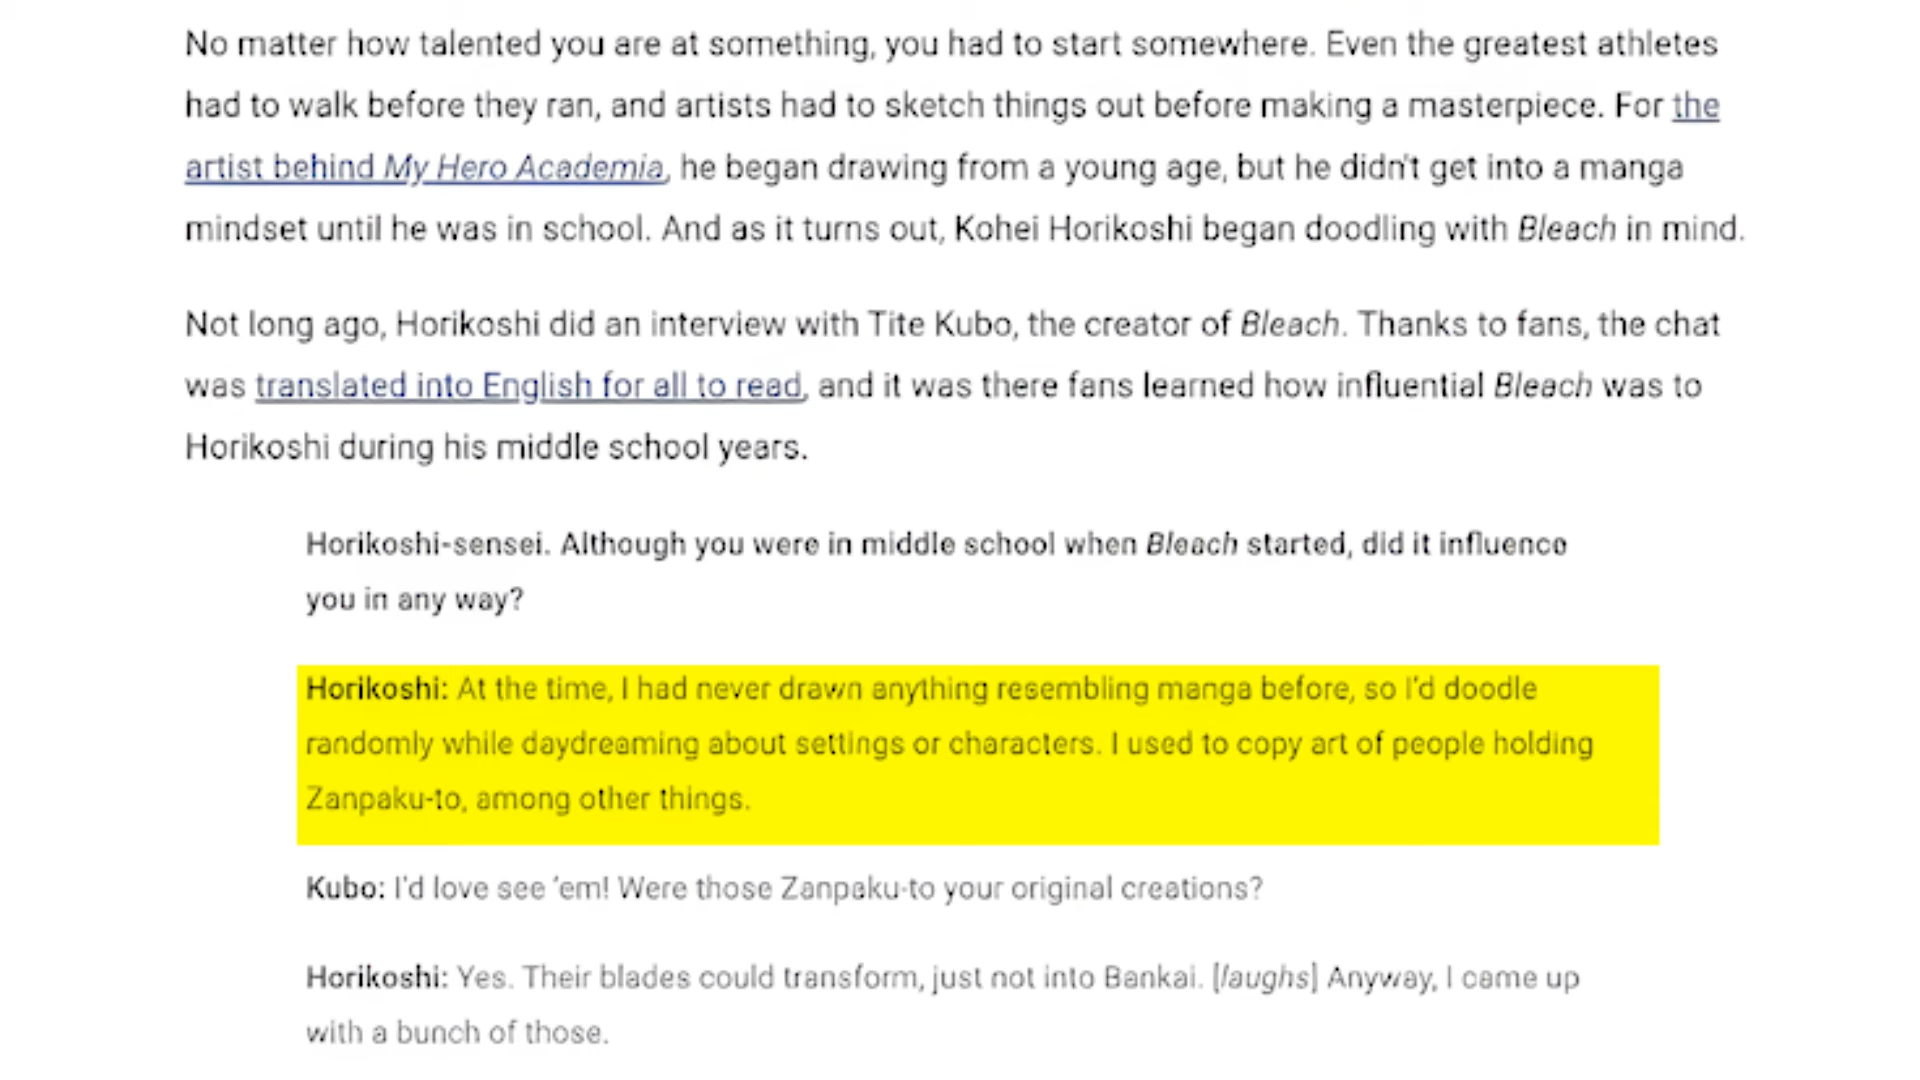 No matter how talented you are at something, you had to start somewhere. Even the greatest athletes
had to walk before they ran, and artists had to sketch things out before making a masterpiece. For the
artist behind My Hero Academia, he began drawing from a young age, but he didn't get into a manga
mindset until he was in school. And as it turns out, Kohei Horikoshi began doodling with Bleach in mind.
Not long ago, Horikoshi did an interview with Tite Kubo, the creator of Bleach. Thanks to fans, the chat
was translated into English for all to read, and it was there fans learned how influential Bleach was to
Horikoshi during his middle school years.
Horikoshi-sensei. Although you were in middle school when Bleach started, did it influence
you in any way?
Horikoshi: At the time, I had never drawn anything resembling manga before, so I'd doodle
randomly while daydreaming about settings or characters. I used to copy art of people holding
Zanpaku-to, among other things.
Kubo: I'd love see 'em! Were those Zanpaku-to your original creations?
Horikoshi: Yes. Their blades could transform, just not into Bankai. [laughs] Anyway, I came up
with a bunch of those.